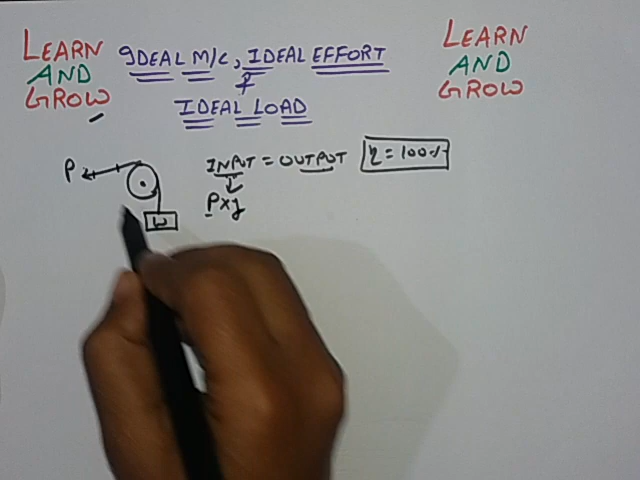 LEARN
AND
GROW
IDEAL M/C, IDEAL EFFORT
&
IDEAL LOAD
LEARN
AND
GROW
P
W
INPUT = OUTPUT η = 100%
P×y